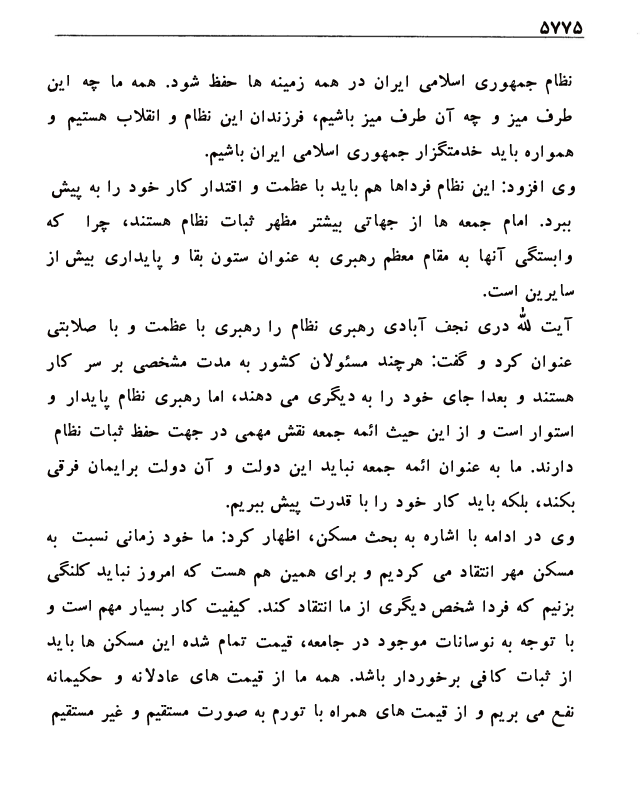 ۵۷۷۵
نظام جمهوری اسلامی ایران در همه زمینه ها حفظ شود. همه ما چه این
طرف میز و چه آن طرف میز باشیم، فرزندان این نظام و انقلاب هستیم و
همواره باید خدمتگزار جمهوری اسلامی ایران باشیم.
وی افزود: این نظام فرداها هم باید با عظمت و اقتدار کار خود را به پیش
ببرد. امام جمعه ها از جهاتی بیشتر مظهر ثبات نظام هستند، چرا که
وابستگی آنها به مقام معظم رهبری به عنوان ستون بقا و پایداری بیش از
سایرین است.
آیت الله دری نجف آبادی رهبری نظام را رهبری با عظمت و با صلابتی
عنوان کرد و گفت: هرچند مسئولان کشور به مدت مشخصی بر سر کار
هستند و بعدا جای خود را به دیگری می دهند، اما رهبری نظام پایدار و
استوار است و از این حیث ائمه جمعه نقش مهمی در جهت حفظ ثبات نظام
دارند. ما به عنوان ائمه جمعه نباید این دولت و آن دولت برایمان فرقی
بکند، بلکه باید کار خود را با قدرت پیش ببریم.
وی در ادامه با اشاره به بحث مسکن، اظهار کرد: ما خود زمانی نسبت به
مسکن مهر انتقاد می کردیم و برای همین هم هست که امروز نباید کلنگی
بزنیم که فردا شخص دیگری از ما انتقاد کند. کیفیت کار بسیار مهم است و
با توجه به نوسانات موجود در جامعه، قیمت تمام شده این مسکن ها باید
از ثبات کافی برخوردار باشد. همه ما از قیمت های عادلانه و حکیمانه
نفع می بریم و از قیمت های همراه با تورم به صورت مستقیم و غیر مستقیم